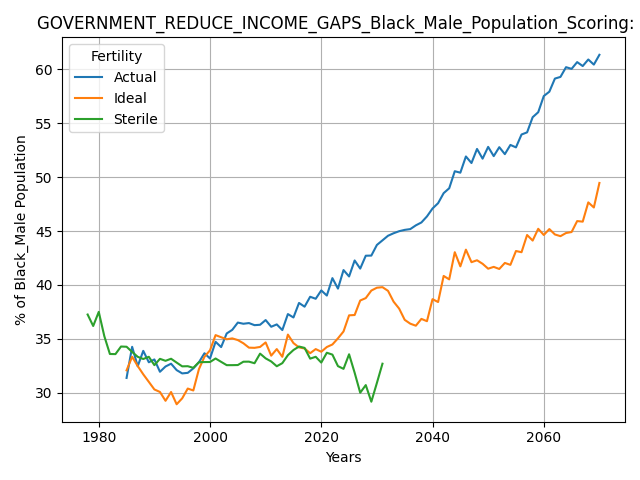 GOVERNMENT_REDUCE_INCOME_GAPS_Black_Male_Population_Scoring:
Fertility
Actual
Ideal
Sterile
% of Black_Male Population
60
55
50
45
40
35
30
1980
2000
2020
2040
2060
Years